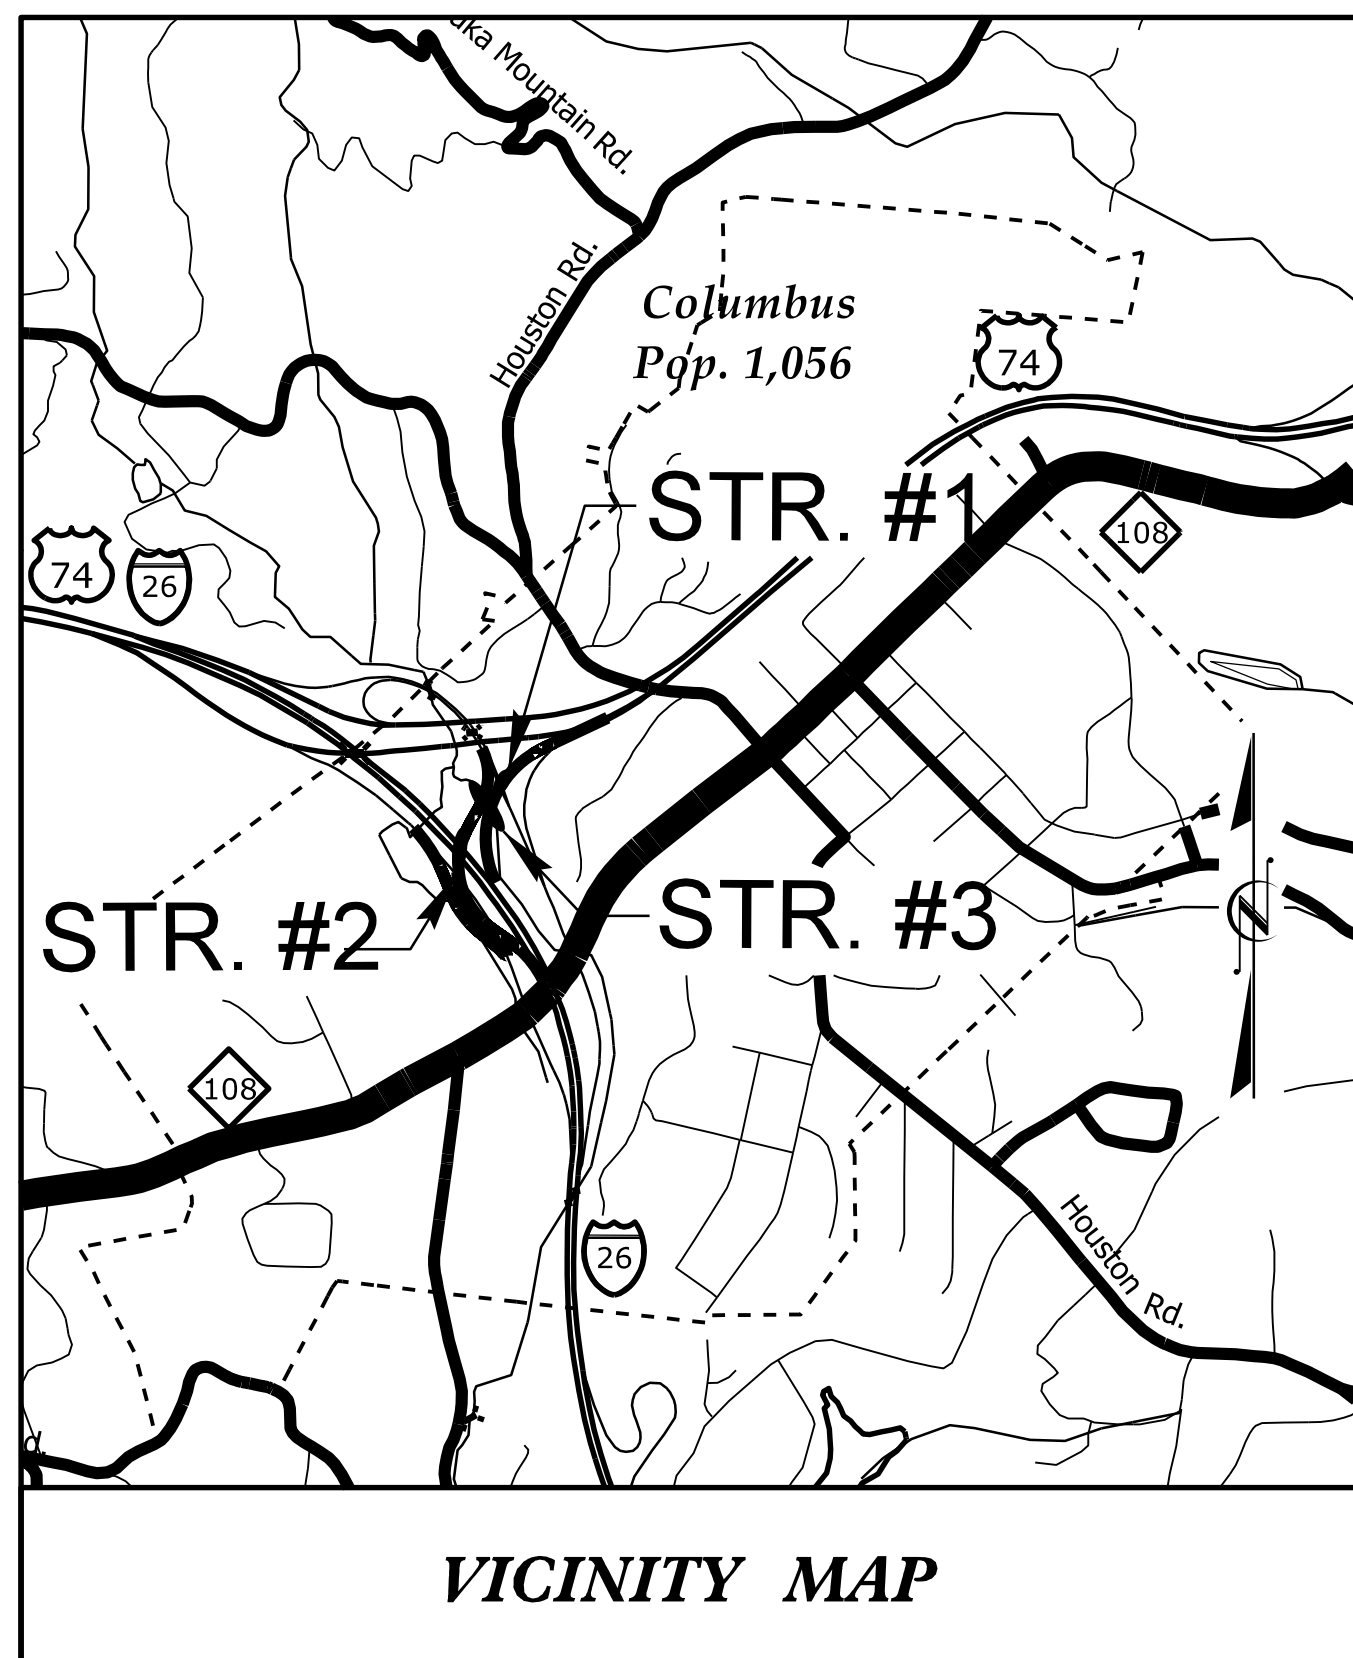 Mountain Rd.
Houston Rd.
Columbus
Pop. 1,056
74
STR. #1
108
74
26
STR. #2
STR. #3
108
26
Houston Rd.
VICINITY MAP